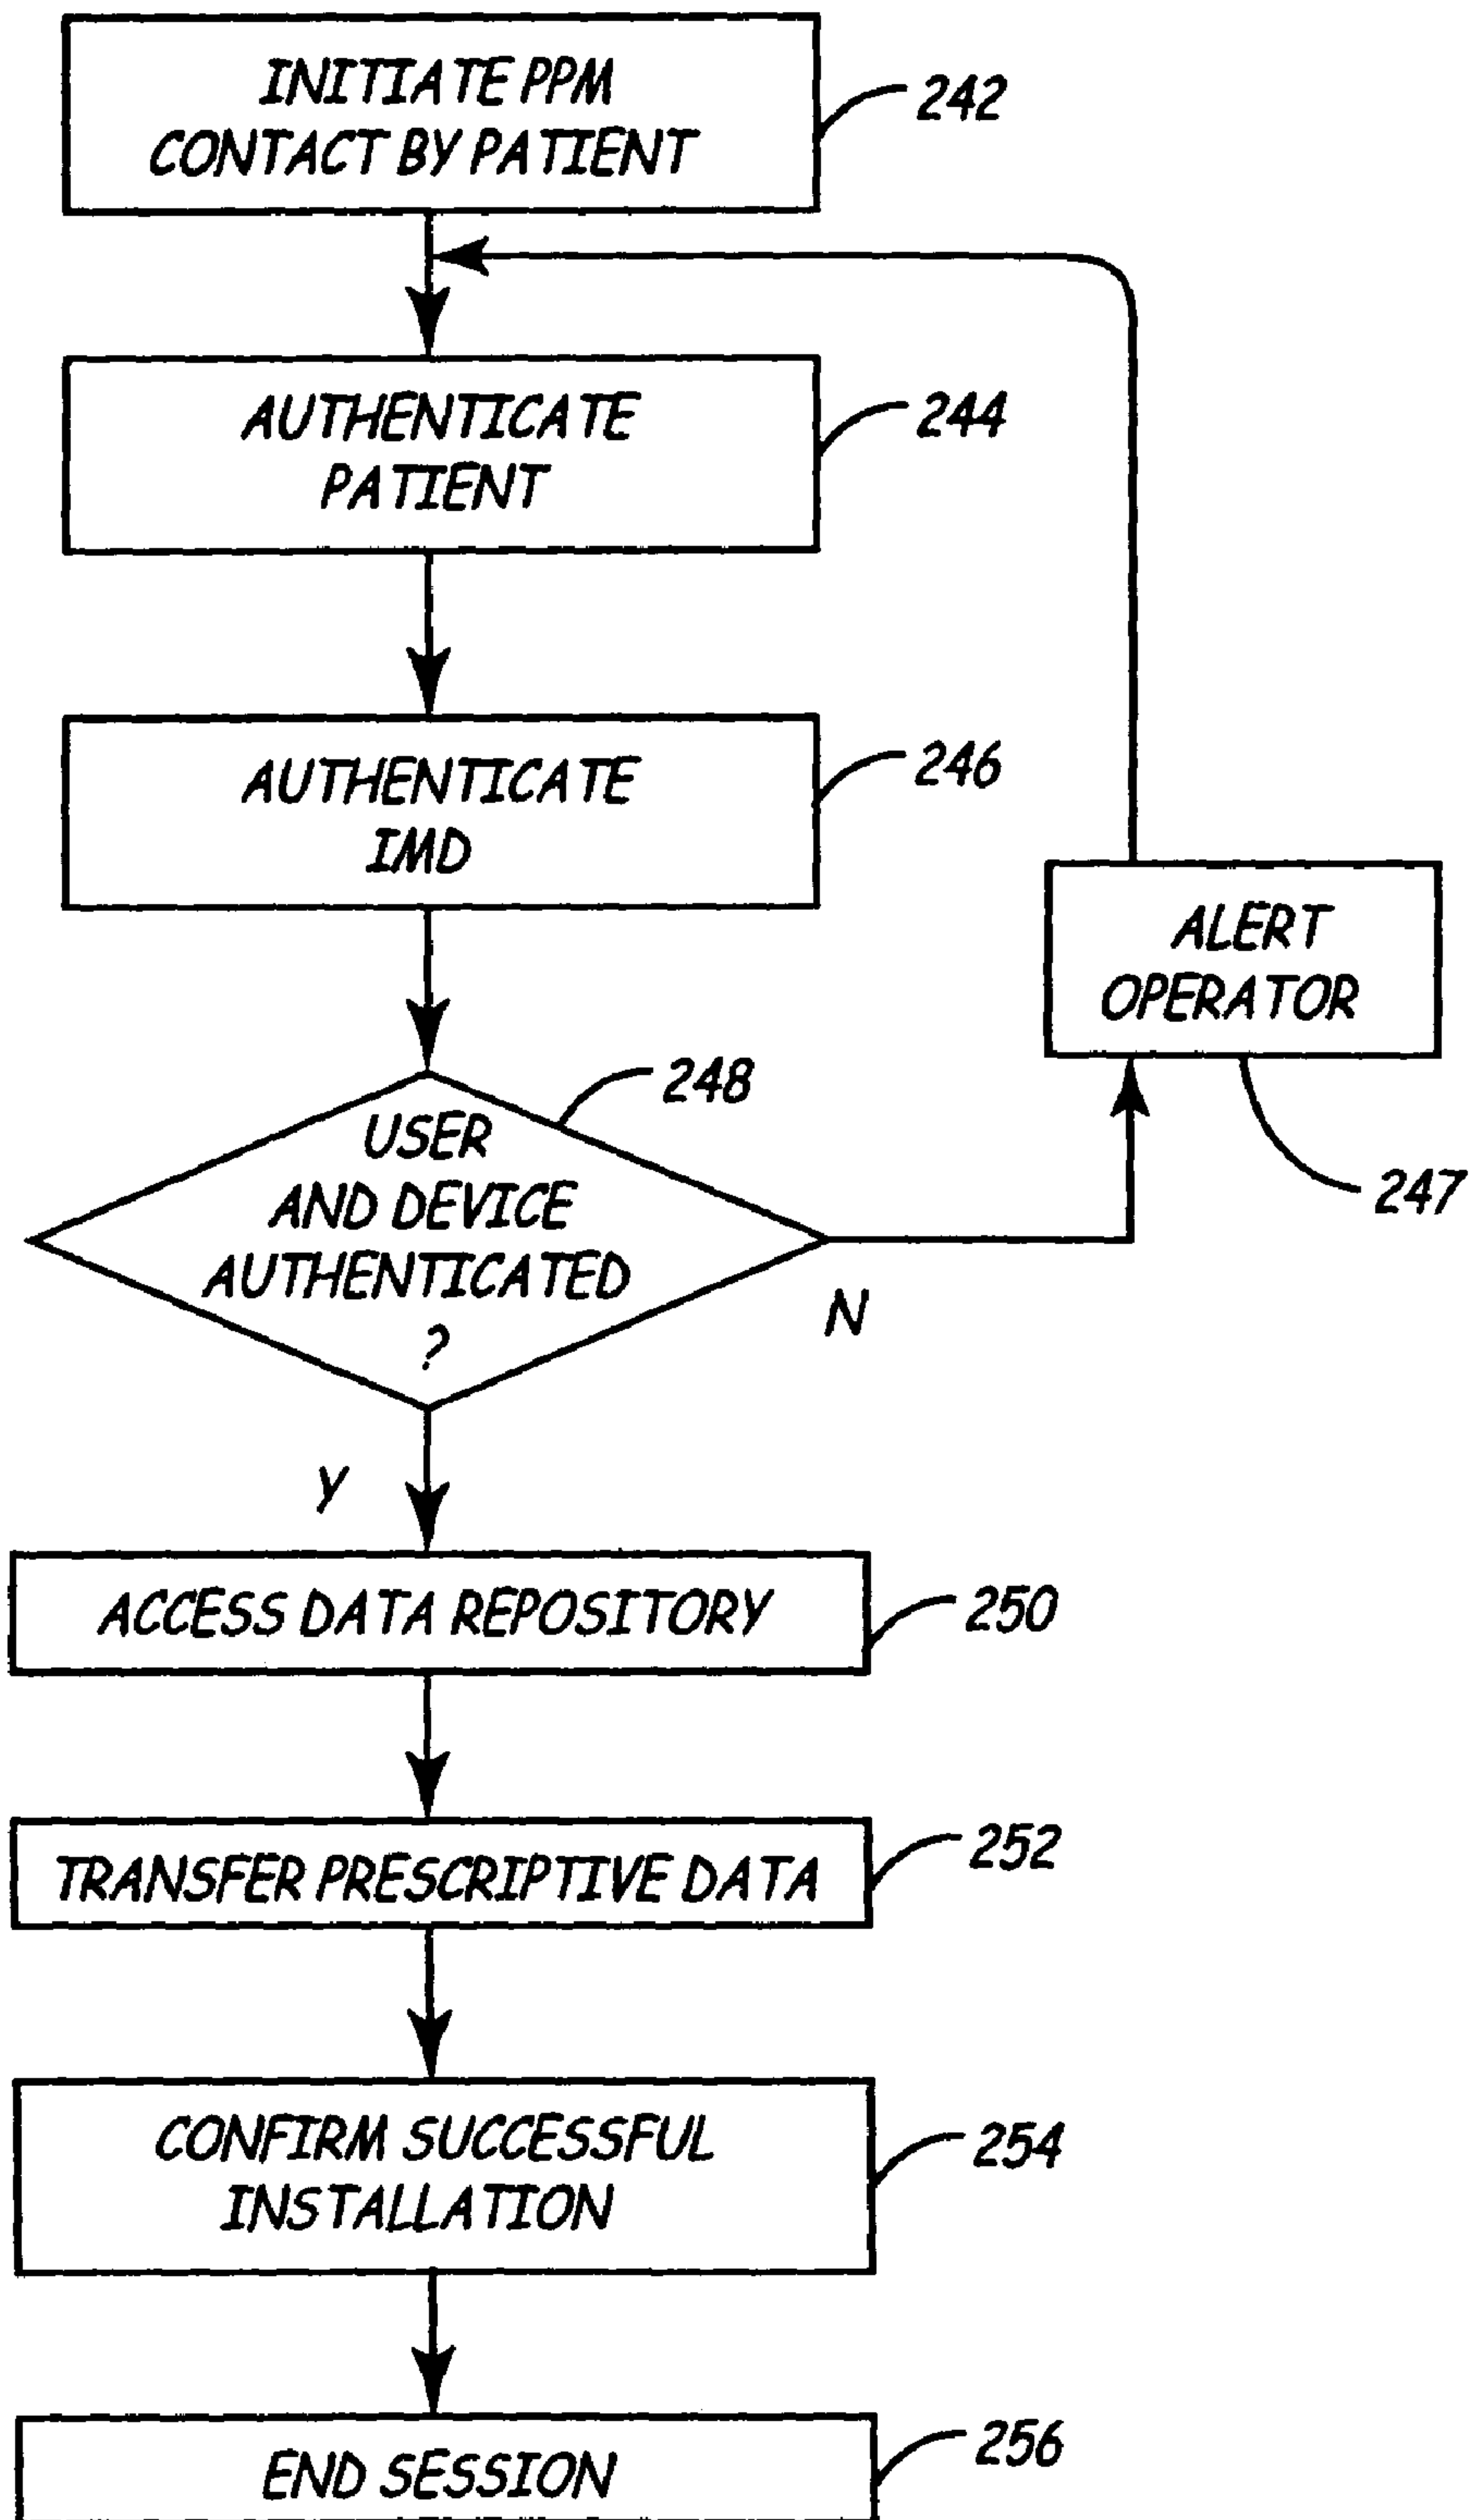 INITIATE PPM
CONTACT BY PATIENT
242
AUTHENTICATE
PATIENT
244
AUTHENTICATE
IMD
246
ALERT
OPERATOR
247
USER
AND DEVICE
AUTHENTICATED
?
248
N
Y
ACCESS DATA REPOSITORY
250
TRANSFER PRESCRIPTIVE DATA
252
CONFIRM SUCCESSFUL
INSTALLATION
254
END SESSION
256